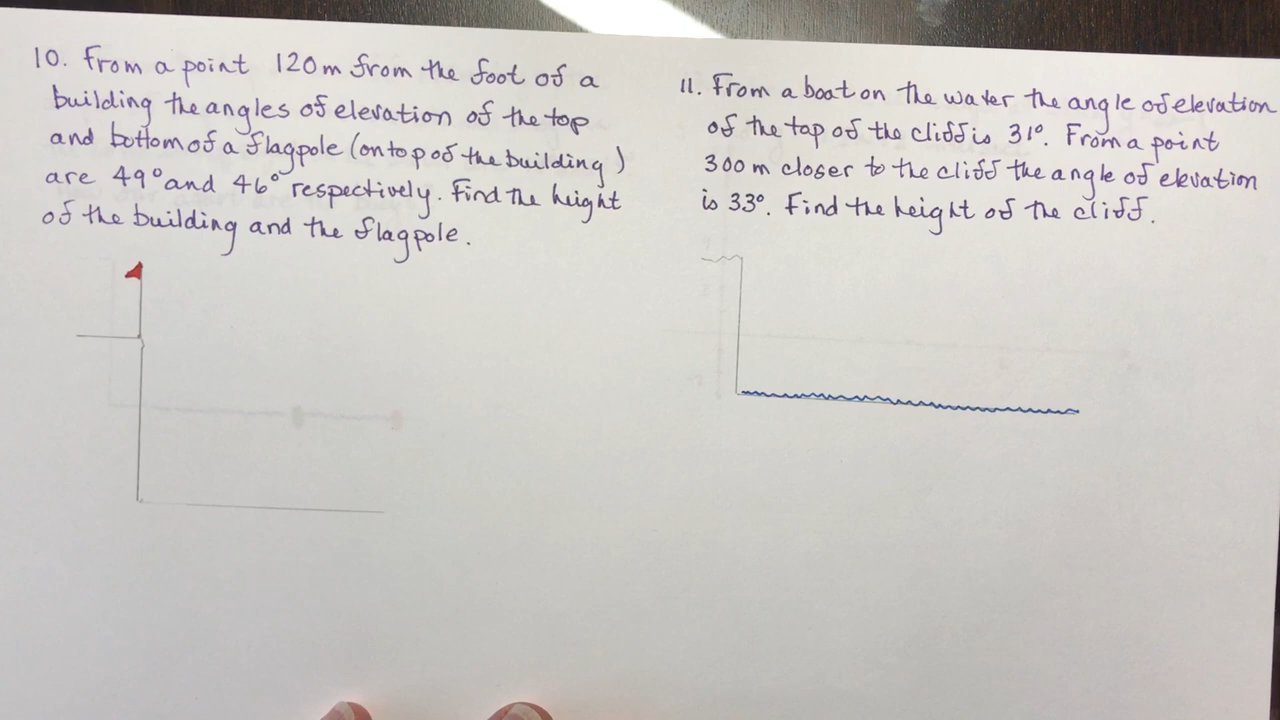 10. From a point 120m from the foot of a
building the angles of elevation of the top
and bottom of a flagpole (on top of the building)
are 49° and 46° respectively. Find the height
of the building and the flagpole.
11. From a boat on the water the angle of elevation
of the top of the cliff is 31°. From a point
300 m closer to the cliff the angle of elevation
is 33°. Find the height of the cliff.